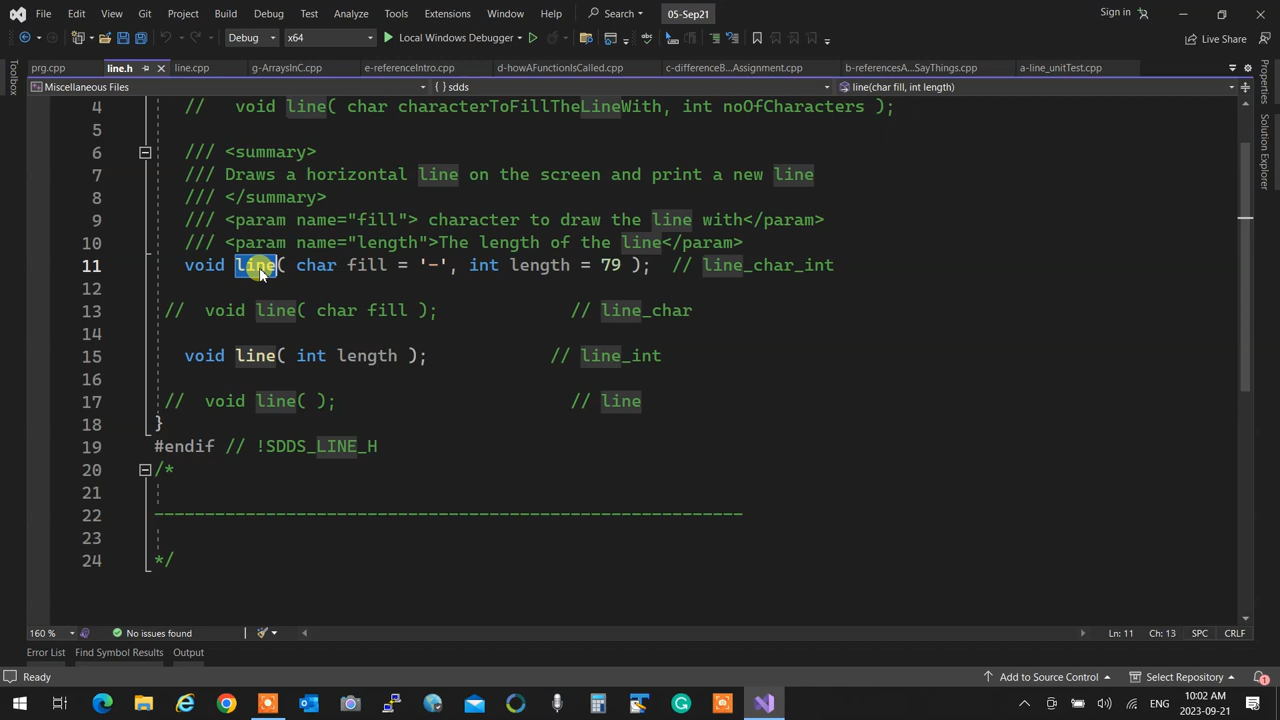 File Edit View Git Project Build Debug Test Analyze Tools Extensions Window Help Search 05-Sep21 Sign in
Debug x64 Local Windows Debugger Live Share
prg.cpp line.h line.cpp g-ArraysInC.cpp e-referenceIntro.cpp d-howAFunctionIsCalled.cpp c-differenceB...Assignment.cpp b-referencesA...SayThings.cpp a-line_unitTest.cpp
Toolbox
Miscellaneous Files {} sdds line(char fill, int length)
Properties
Solution Explorer
4 // void line( char characterToFillTheLineWith, int noOfCharacters );
5
6 /// <summary>
7 /// Draws a horizontal line on the screen and print a new line
8 /// </summary>
9 /// <param name="fill"> character to draw the line with</param>
10 /// <param name="length">The length of the line</param>
11 void line( char fill = '-', int length = 79 ); // line_char_int
12
13 // void line( char fill ); // line_char
14
15 void line( int length ); // line_int
16
17 // void line( ); // line
18 }
19 #endif // !SDDS_LINE_H
20 /*
21
22 ----------------------------------------------------------
23
24 */
160 % No issues found Ln: 11 Ch: 13 SPC CRLF
Error List Find Symbol Results Output
Ready Add to Source Control Select Repository 1
ENG 10:02 AM
2023-09-21